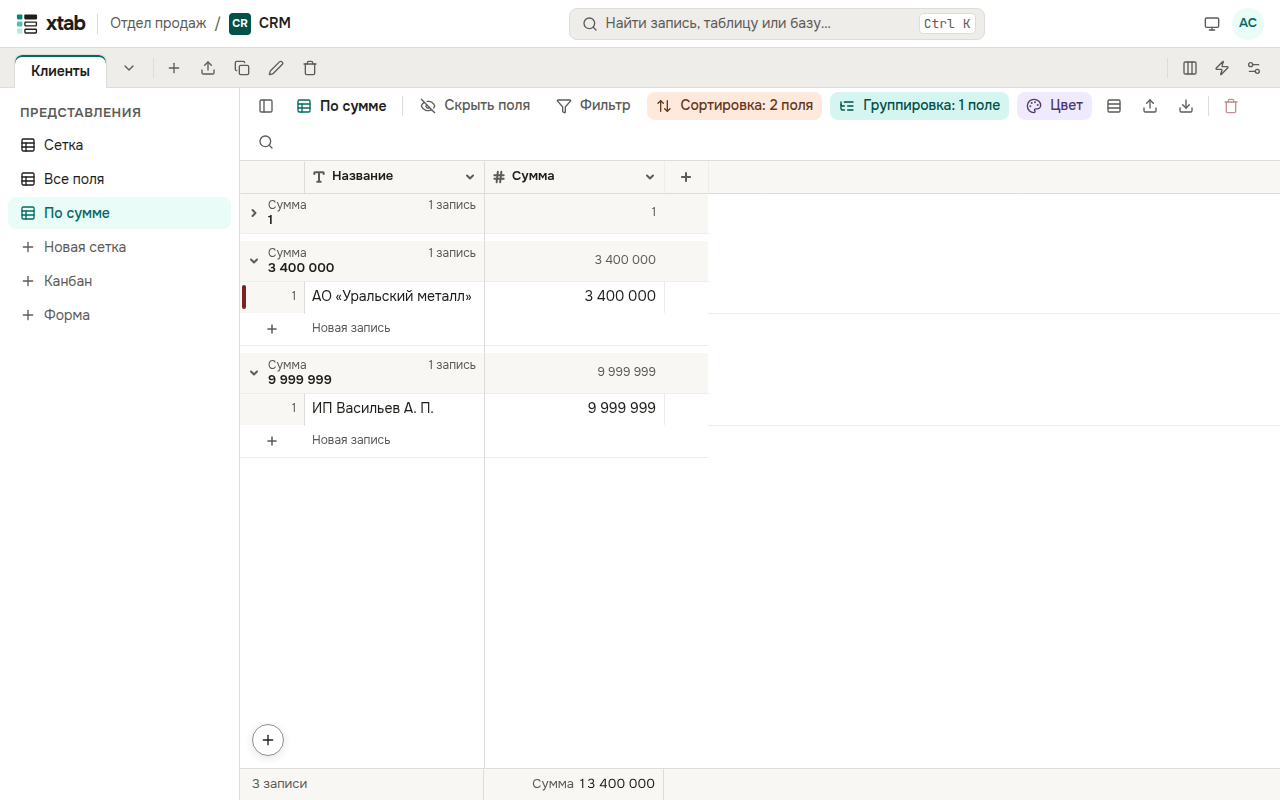 xtab
Отдел продаж / CR CRM
Найти запись, таблицу или базу... Ctrl K
AC
Клиенты
ПРЕДСТАВЛЕНИЯ
Сетка
Все поля
По сумме
Новая сетка
Канбан
Форма
По сумме Скрыть поля Фильтр Сортировка: 2 поля Группировка: 1 поле Цвет
Название Сумма
Сумма 1 запись 1
1
Сумма 1 запись 3 400 000
3 400 000
1 АО «Уральский металл» 3 400 000
Новая запись
Сумма 1 запись 9 999 999
9 999 999
1 ИП Васильев А. П. 9 999 999
Новая запись
3 записи Сумма 13 400 000